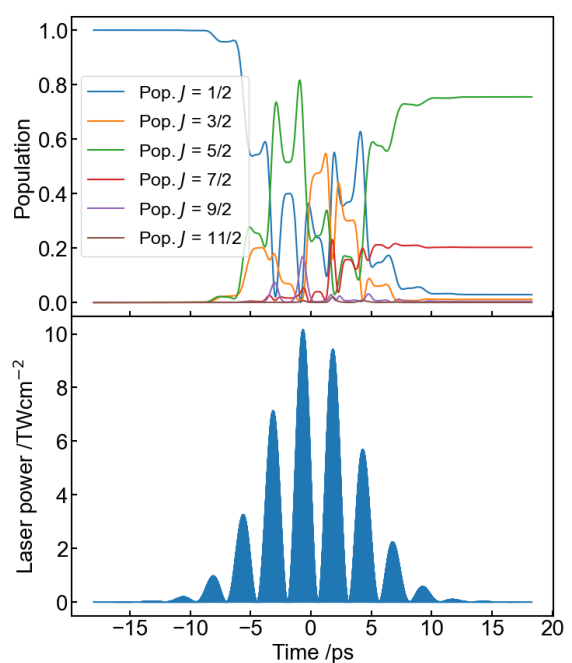 1.0
0.8
0.6
0.4
0.2
0.0
Population
Pop. J = 1/2
Pop. J = 3/2
Pop. J = 5/2
Pop. J = 7/2
Pop. J = 9/2
Pop. J = 11/2
10
8
6
4
2
0
Laser power /TWcm⁻²
−15 −10 −5 0 5 10 15 20
Time /ps